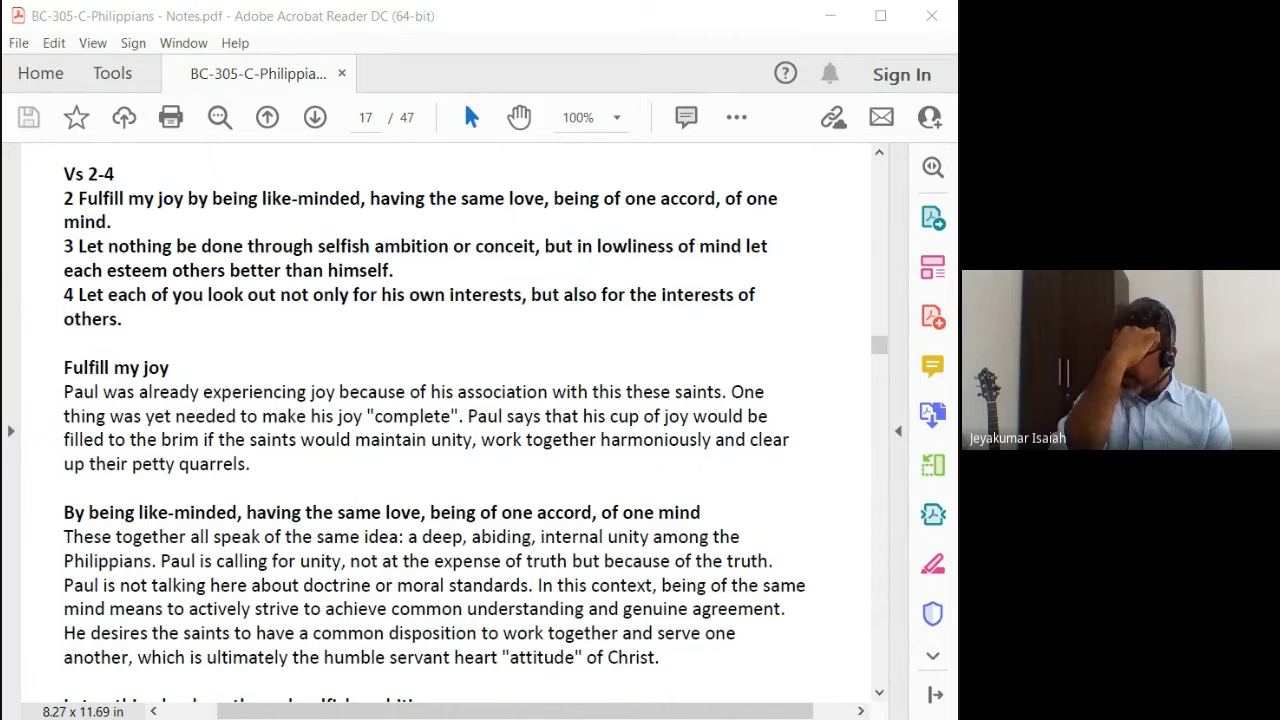 BC-305-C-Philippians - Notes.pdf - Adobe Acrobat Reader DC (64-bit)
File Edit View Sign Window Help
Home Tools BC-305-C-Philippia... × Sign In
17 / 47 100%
Vs 2-4
2 Fulfill my joy by being like-minded, having the same love, being of one accord, of one
mind.
3 Let nothing be done through selfish ambition or conceit, but in lowliness of mind let
each esteem others better than himself.
4 Let each of you look out not only for his own interests, but also for the interests of
others.
Fulfill my joy
Paul was already experiencing joy because of his association with this these saints. One
thing was yet needed to make his joy "complete". Paul says that his cup of joy would be
filled to the brim if the saints would maintain unity, work together harmoniously and clear
up their petty quarrels.
By being like-minded, having the same love, being of one accord, of one mind
These together all speak of the same idea: a deep, abiding, internal unity among the
Philippians. Paul is calling for unity, not at the expense of truth but because of the truth.
Paul is not talking here about doctrine or moral standards. In this context, being of the same
mind means to actively strive to achieve common understanding and genuine agreement.
He desires the saints to have a common disposition to work together and serve one
another, which is ultimately the humble servant heart "attitude" of Christ.
8.27 x 11.69 in
Jeyakumar Isaiah